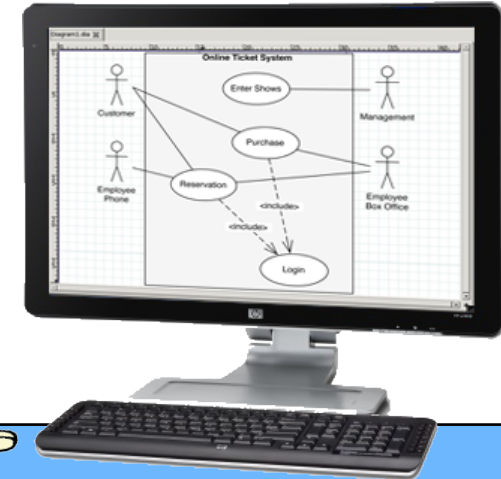 Diagram1.dia
Online Ticket System
Enter Shows
Customer
Management
Purchase
Employee
Phone
Reservation
Employee
Box Office
<include>
<include>
Login
hp